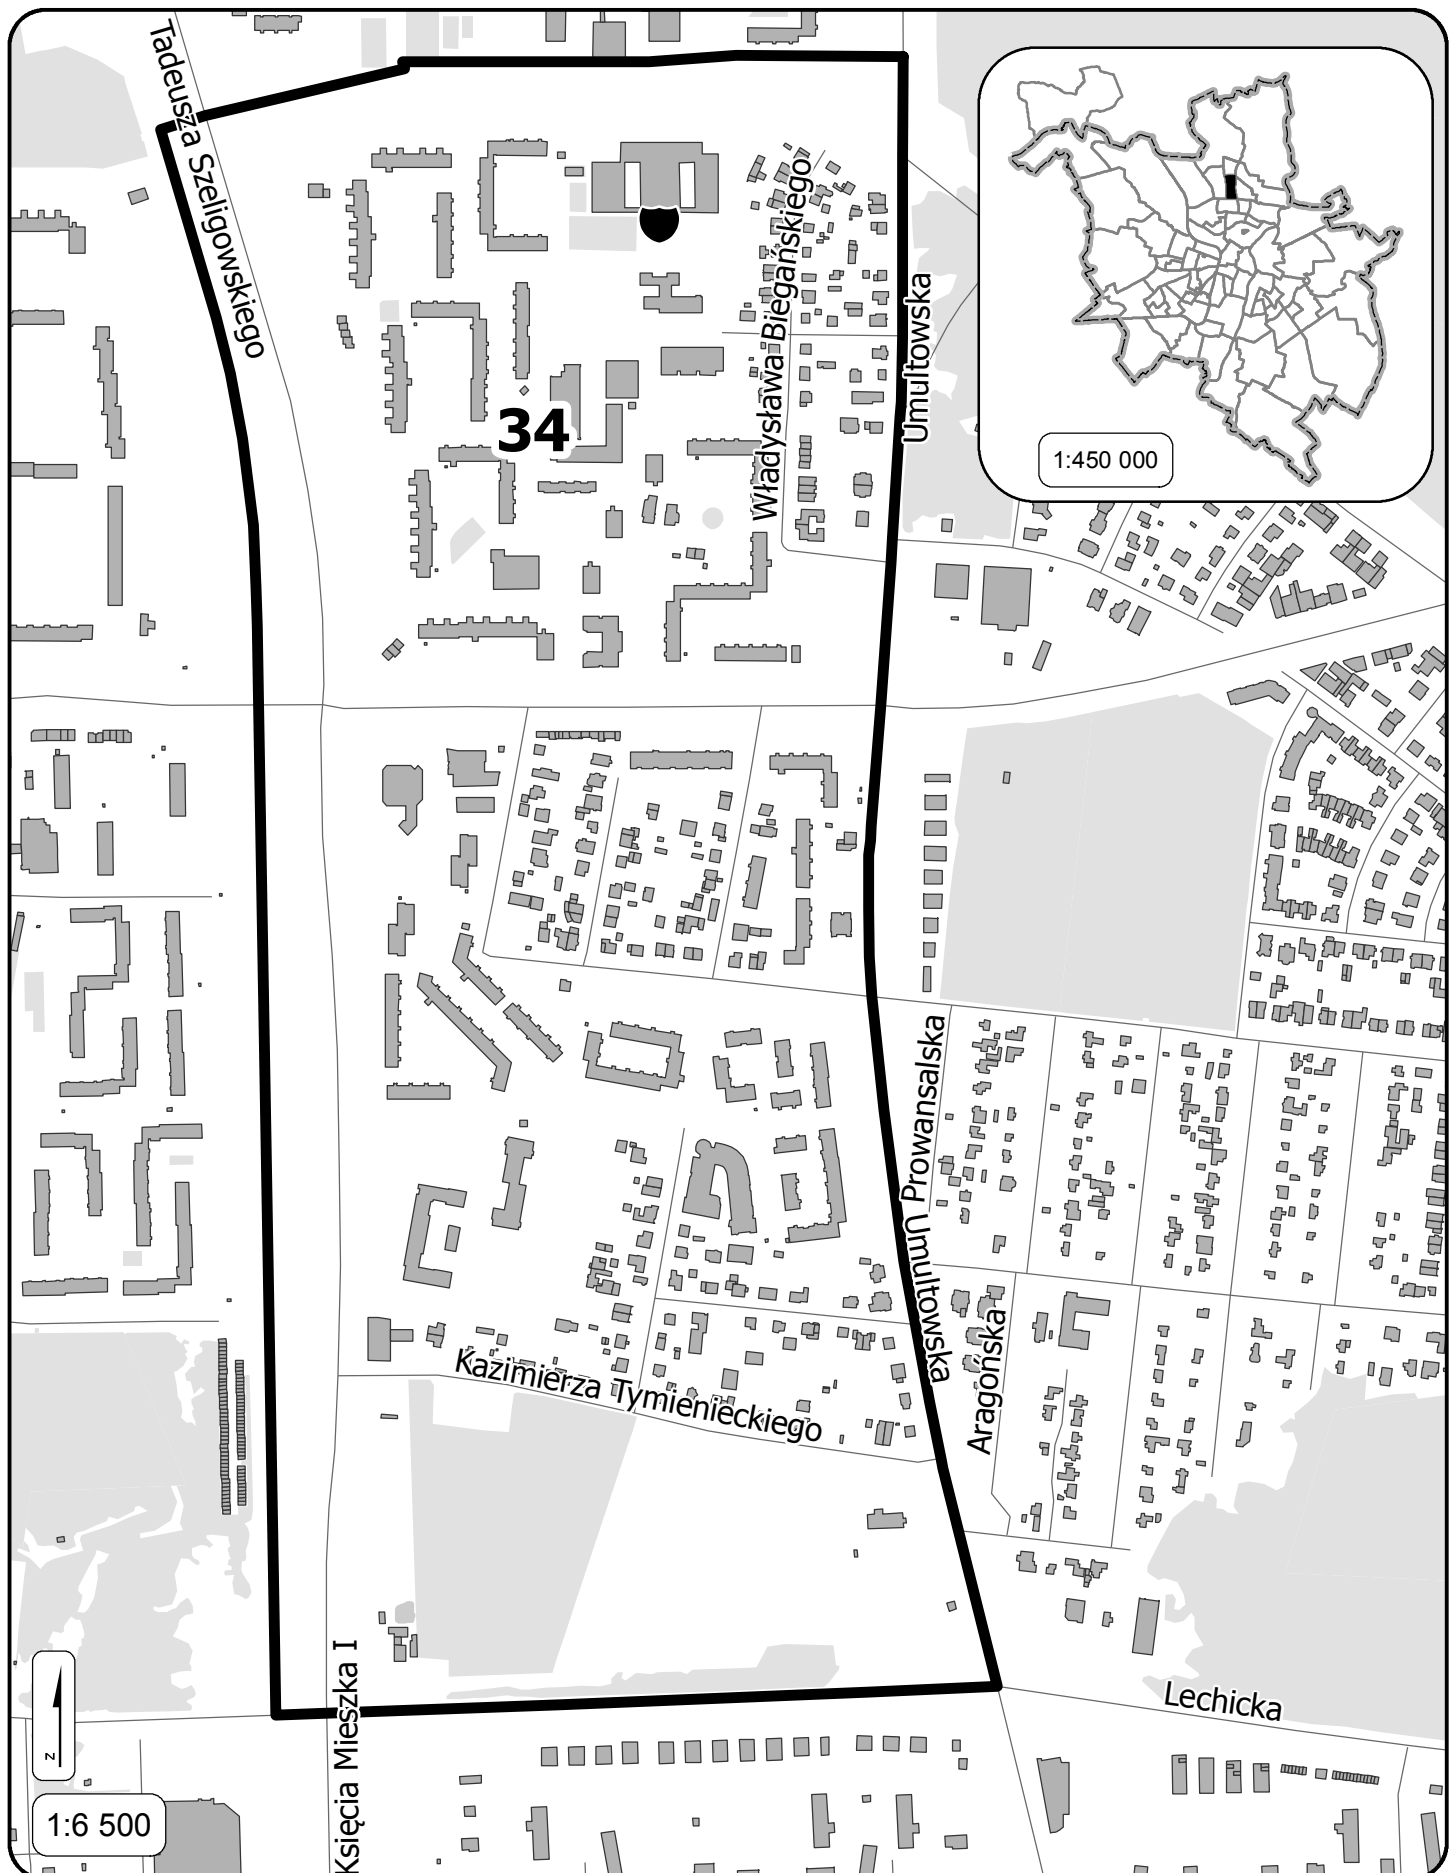 Tadeusza Szeligowskiego
Władysława Biegańskiego
Umultowska
1:450 000
34
Prowansalska
Umultowska
Aragońska
Kazimierza Tymienieckiego
Księcia Mieszka I
Lechicka
N
1:6 500